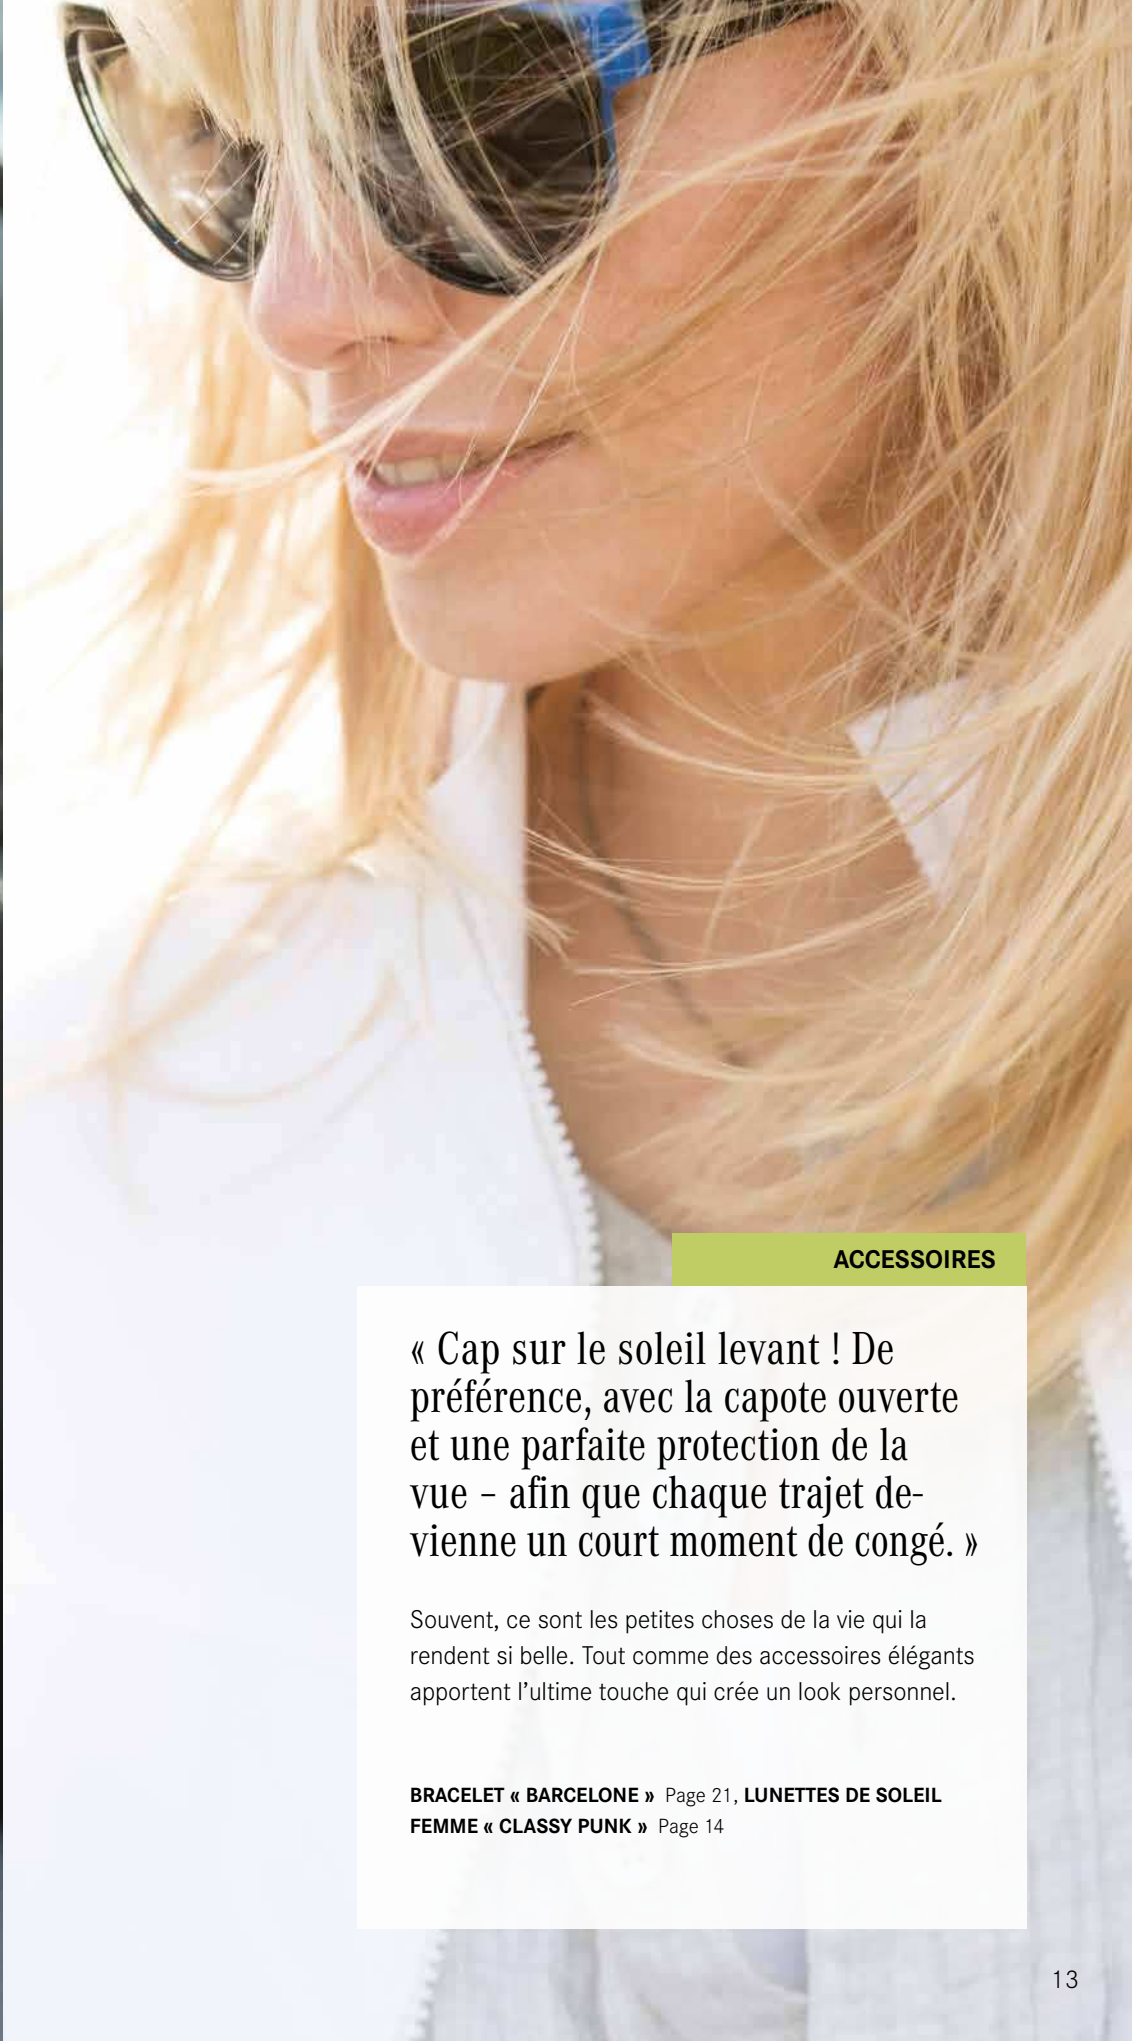 ACCESSOIRES
« Cap sur le soleil levant ! De
préférence, avec la capote ouverte
et une parfaite protection de la
vue – afin que chaque trajet de-
vienne un court moment de congé. »
Souvent, ce sont les petites choses de la vie qui la
rendent si belle. Tout comme des accessoires élégants
apportent l’ultime touche qui crée un look personnel.
BRACELET « BARCELONE » Page 21, LUNETTES DE SOLEIL
FEMME « CLASSY PUNK » Page 14
13